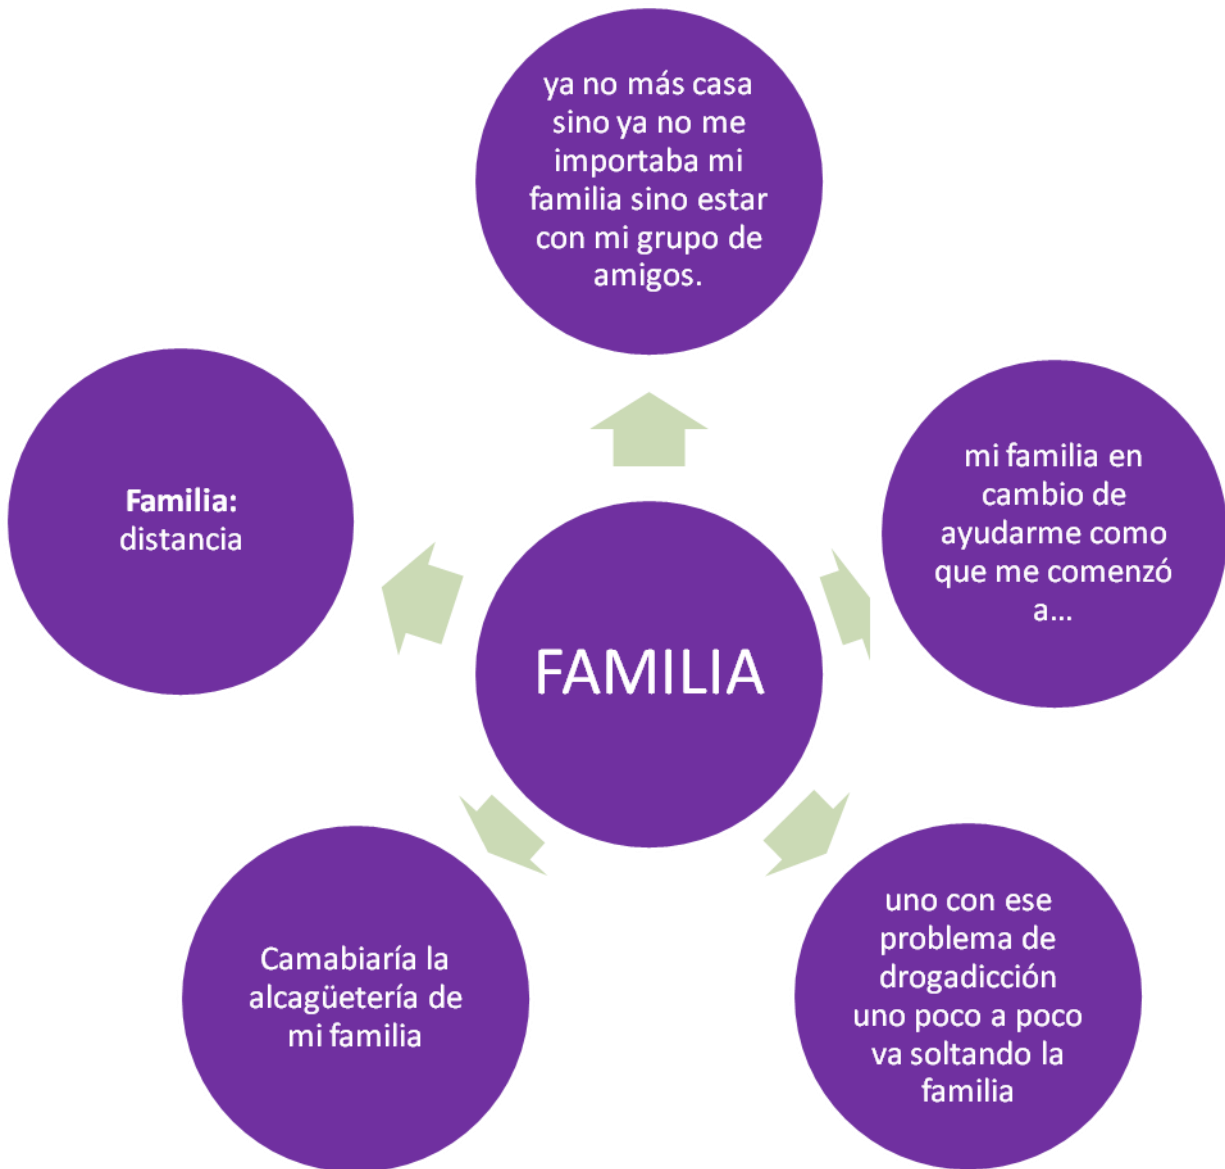 ya no más casa
sino ya no me
importaba mi
familia sino estar
con mi grupo de
amigos.
mi familia en
cambio de
ayudarme como
que me comenzó
a...
Familia:
distancia
FAMILIA
uno con ese
problema de
drogadicción
uno poco a poco
va soltando la
familia
Camabiaría la
alcagüetería de
mi familia